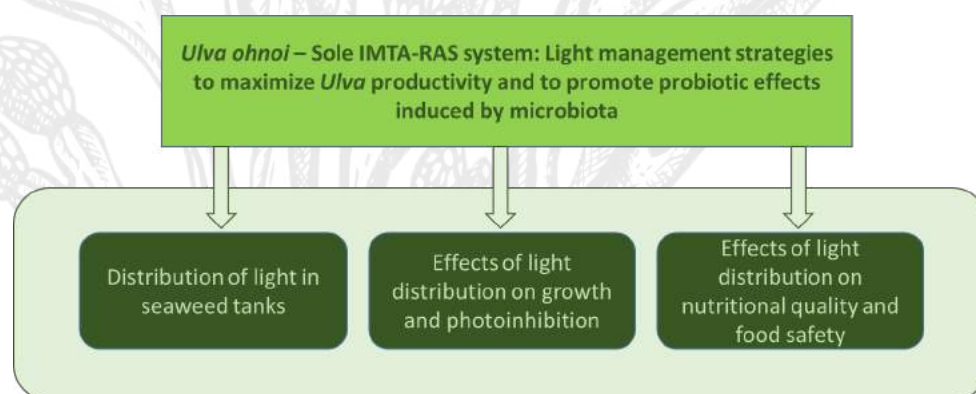 Ulva ohnoi – Sole IMTA-RAS system: Light management strategies
to maximize Ulva productivity and to promote probiotic effects
induced by microbiota
Distribution of light in
seaweed tanks
Effects of light
distribution on growth
and photoinhibition
Effects of light
distribution on
nutritional quality and
food safety